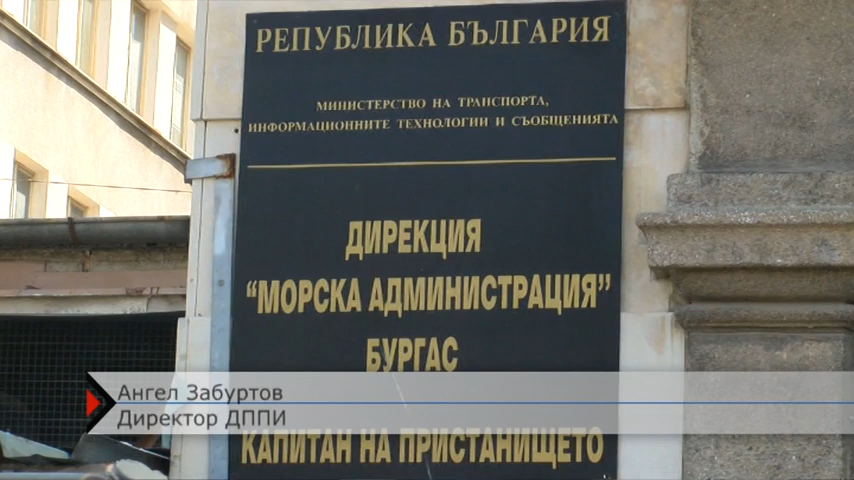 РЕПУБЛИКА БЪЛГАРИЯ
МИНИСТЕРСТВО НА ТРАНСПОРТА,
ИНФОРМАЦИОННИТЕ ТЕХНОЛОГИИ И СЪОБЩЕНИЯТА
ДИРЕКЦИЯ
"МОРСКА АДМИНИСТРАЦИЯ"
БУРГАС
Ангел Забуртов
Директор ДППИ
КАПИТАН НА ПРИСТАНИЩЕТО